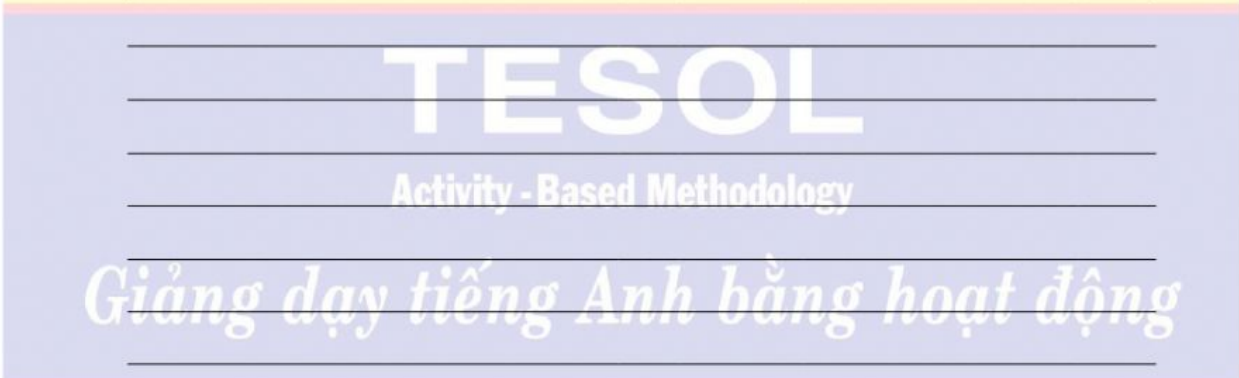 TESOL
Activity - Based Methodology
Giảng dạy tiếng Anh bằng hoạt động